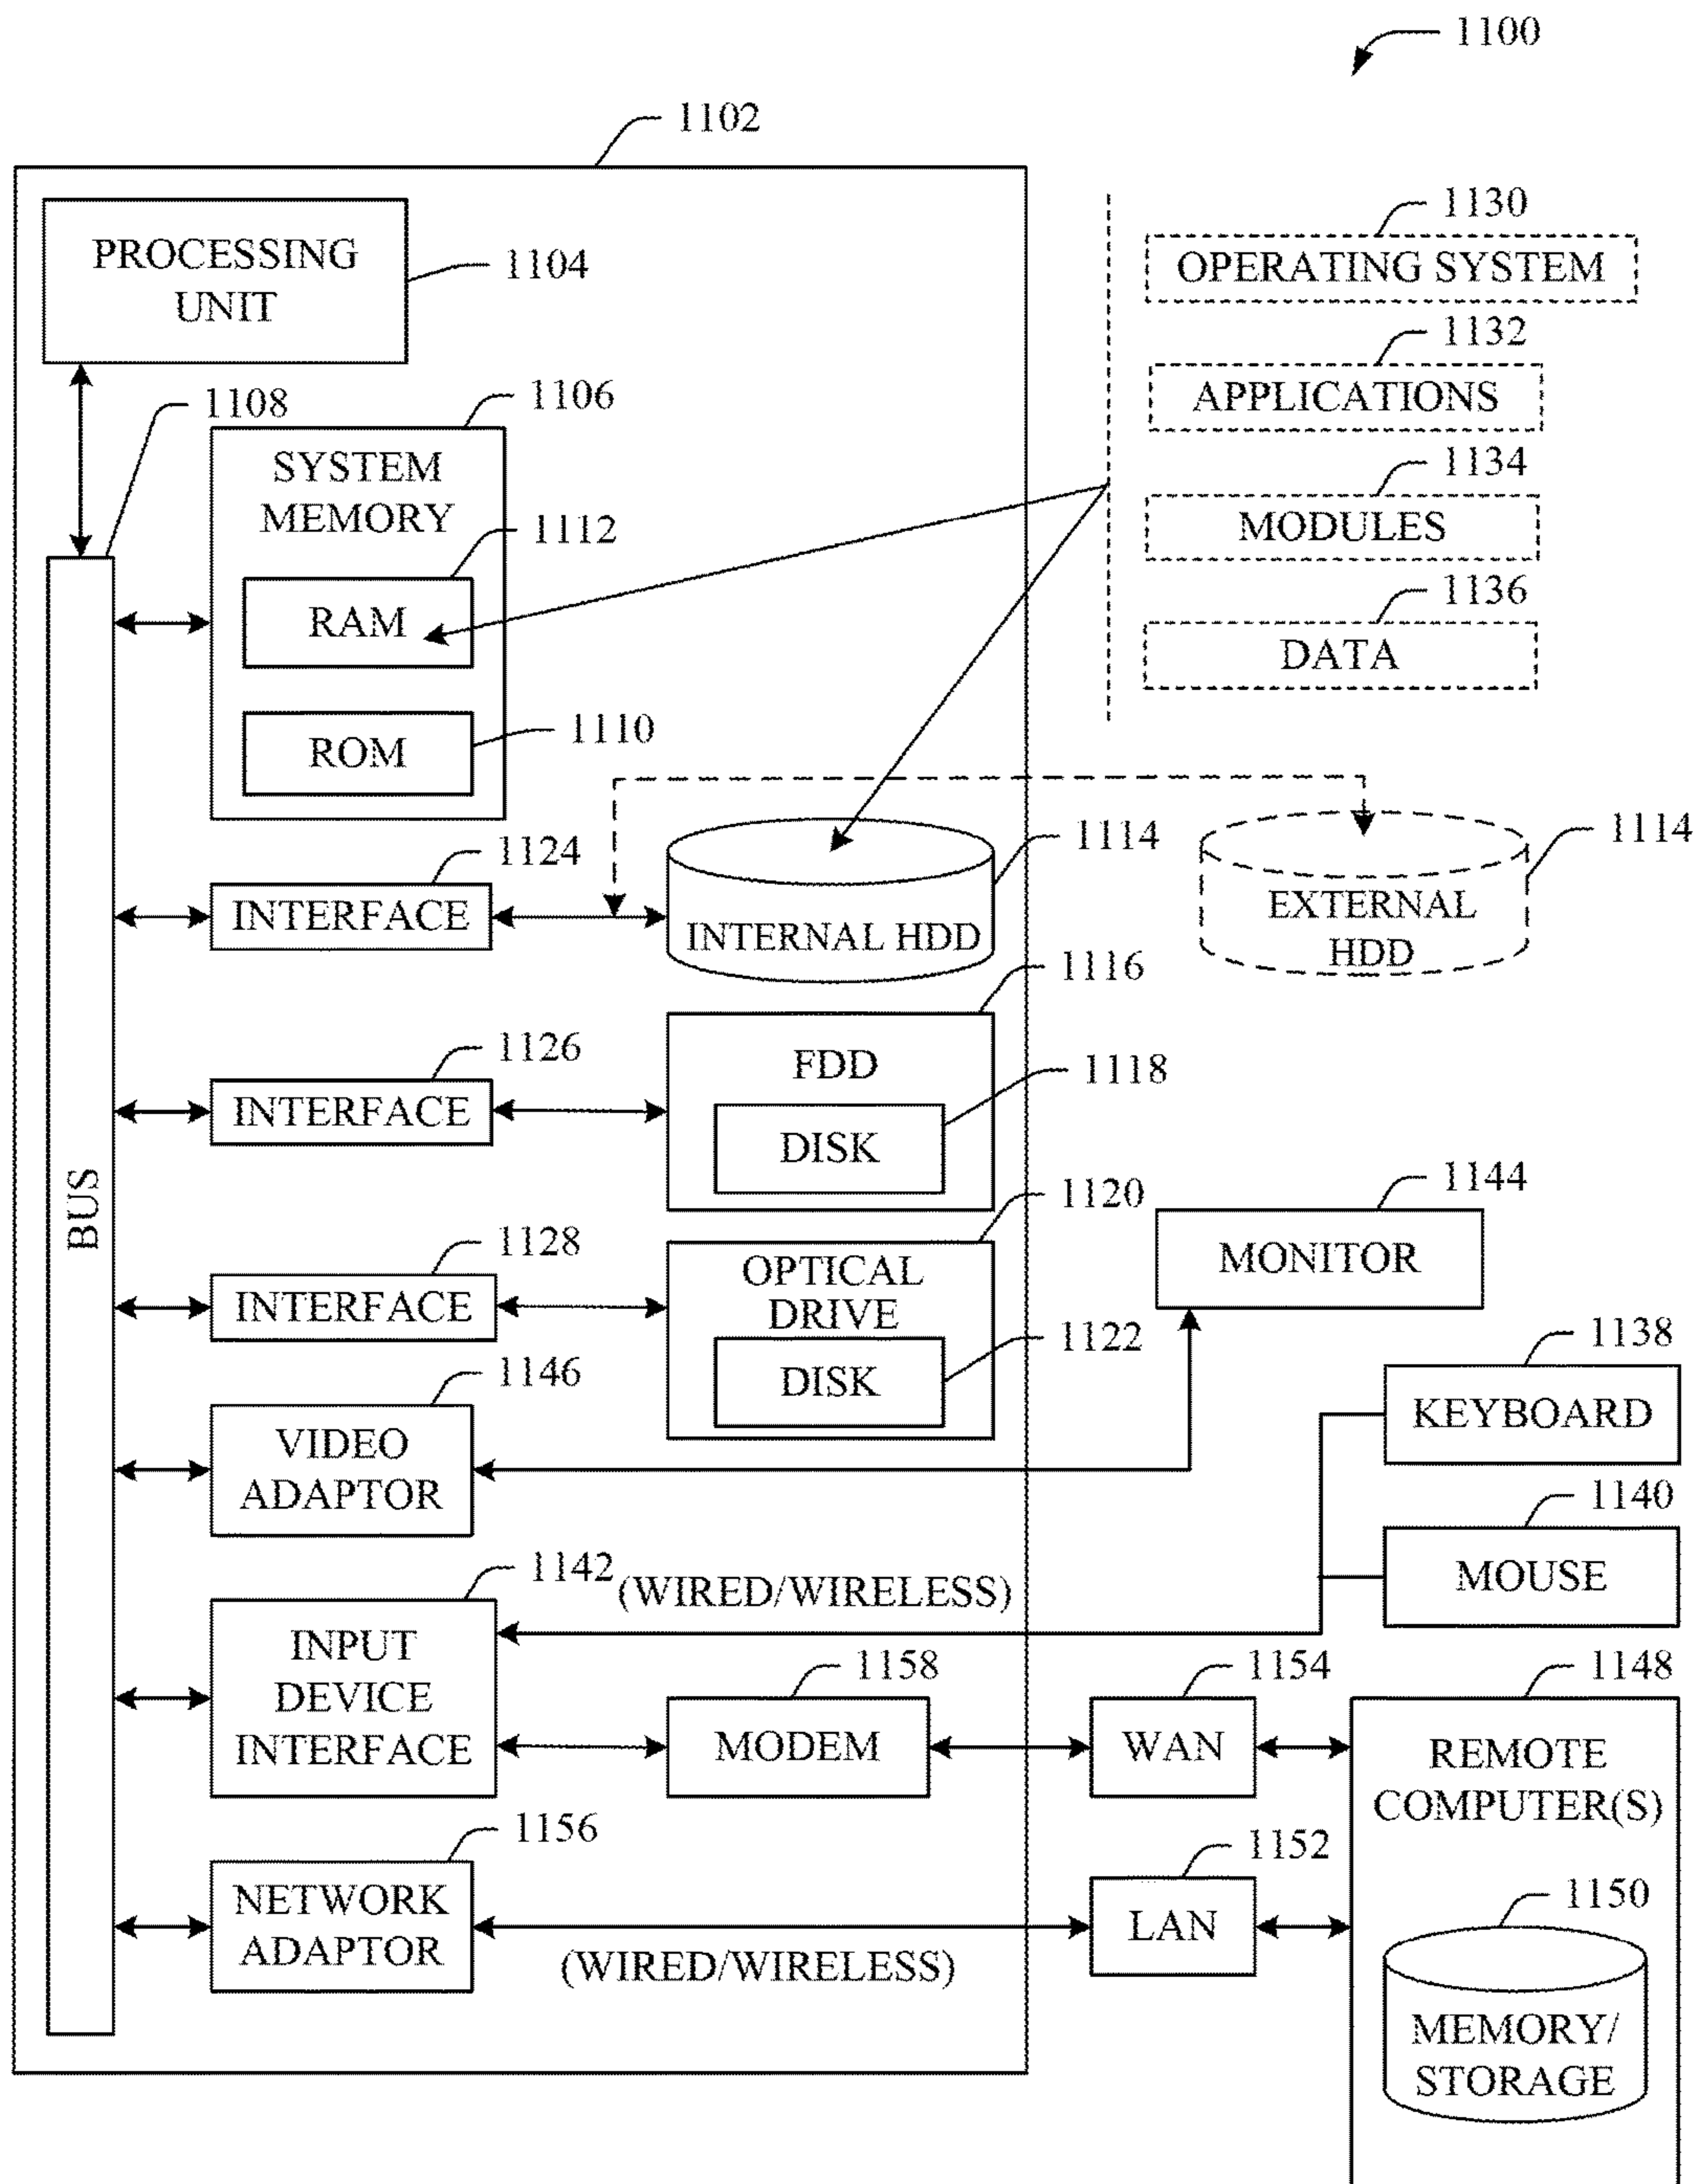 1100
1102
PROCESSING
UNIT
1104
1130
OPERATING SYSTEM
1132
APPLICATIONS
1134
MODULES
1136
DATA
1108
1106
SYSTEM
MEMORY
1112
RAM
1110
ROM
BUS
1124
INTERFACE
1114
INTERNAL HDD
1114
EXTERNAL
HDD
1116
FDD
1126
INTERFACE
1118
DISK
1120
OPTICAL
DRIVE
1128
INTERFACE
1122
DISK
1144
MONITOR
1146
VIDEO
ADAPTOR
1138
KEYBOARD
1140
MOUSE
1142
(WIRED/WIRELESS)
INPUT
DEVICE
INTERFACE
1158
MODEM
1154
WAN
1148
REMOTE
COMPUTER(S)
1156
NETWORK
ADAPTOR
(WIRED/WIRELESS)
1152
LAN
1150
MEMORY/
STORAGE